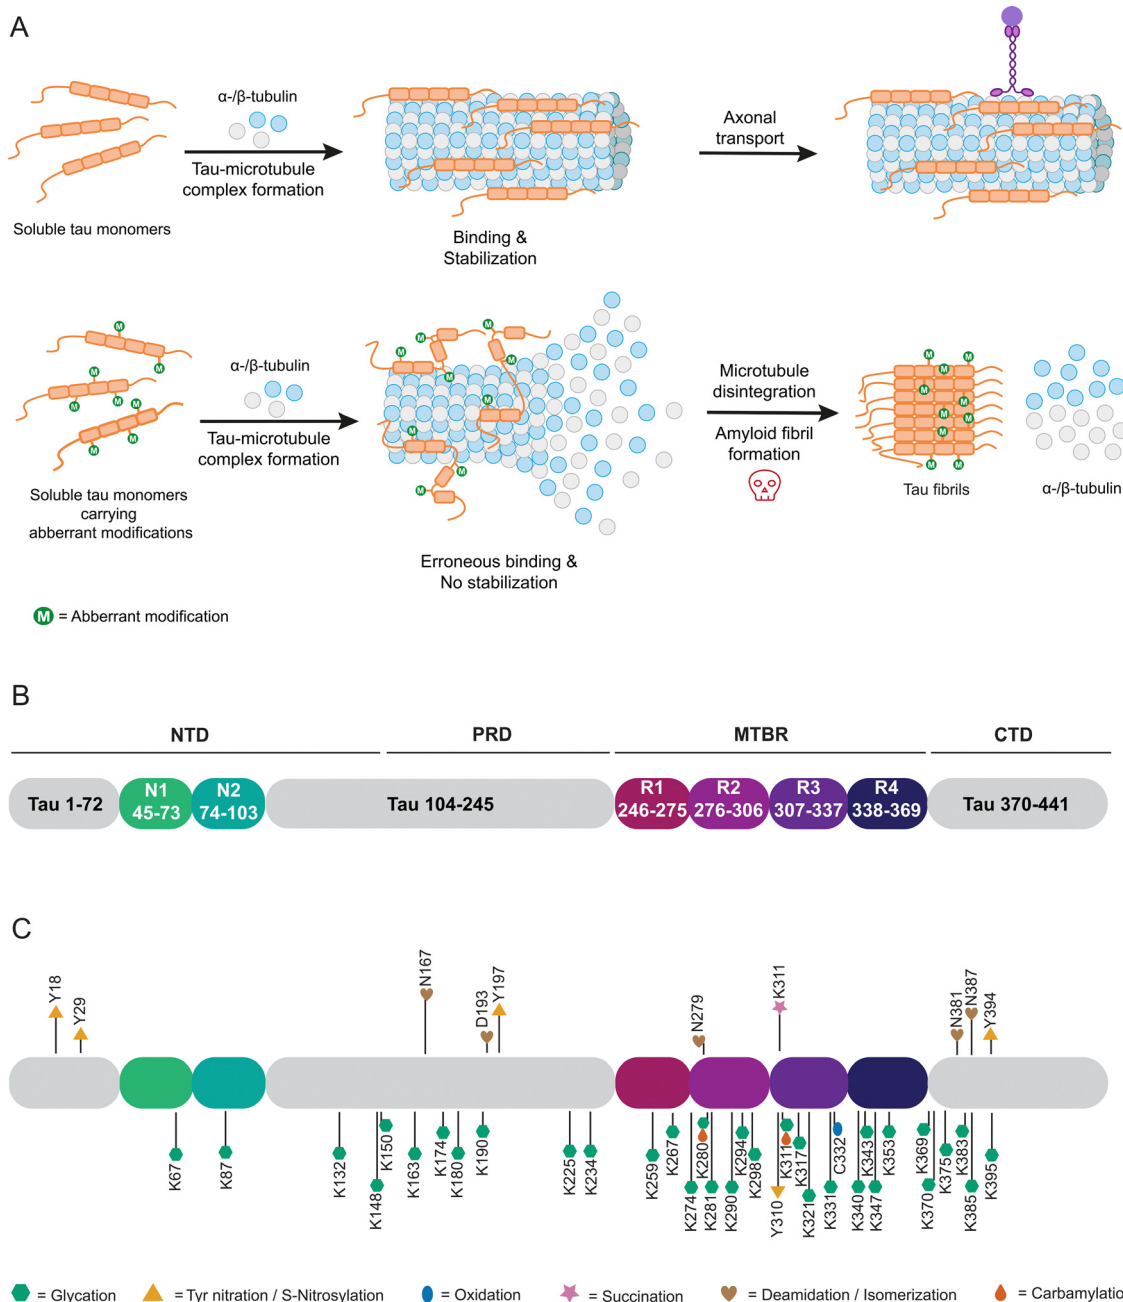 A
α-/β-tubulin
Tau-microtubule
complex formation
Soluble tau monomers
Binding &
Stabilization
Axonal
transport
M
M
M
M
M
M
M
M
Soluble tau monomers
carrying
abberrant modifications
α-/β-tubulin
Tau-microtubule
complex formation
M
M
M
M
M
M
M
M
Erroneous binding &
No stabilization
Microtubule
disintegration
Amyloid fibril
formation
M
M
M
M
M
M
M
M
M
M
Tau fibrils
α-/β-tubulin
M = Abberrant modification
B
NTD
PRD
MTBR
CTD
Tau 1-72
N1
45-73
N2
74-103
Tau 104-245
R1
246-275
R2
276-306
R3
307-337
R4
338-369
Tau 370-441
C
Y18
Y29
N167
D193
Y197
N279
K311
N381
N387
Y394
K67
K87
K132
K148
K150
K163
K174
K180
K190
K225
K234
K259
K267
K274
K280
K281
K290
K294
K298
Y310
K311
K317
K321
K331
C332
K340
K343
K347
K353
K369
K370
K375
K383
K385
K395
= Glycation
= Tyr nitration / S-Nitrosylation
= Oxidation
= Succination
= Deamidation / Isomerization
= Carbamylatio